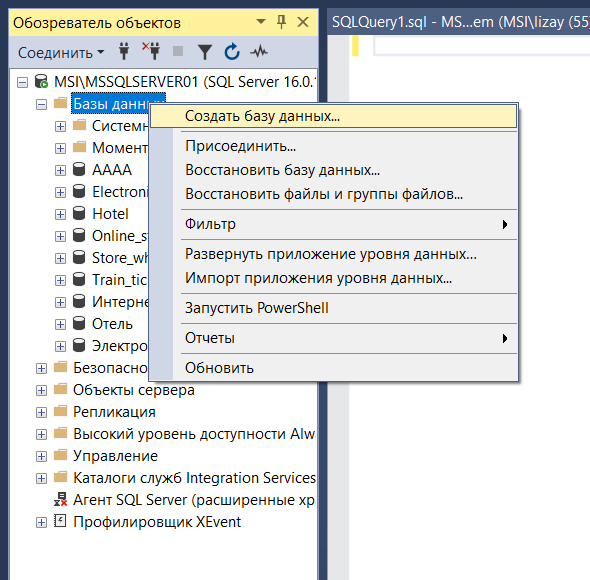 Обозреватель объектов
SQLQuery1.sql - MS...em (MSI\lizay (55
Соединить
MSI\MSSQLSERVER01 (SQL Server 16.0.1
Базы данных
Создать базу данных...
Системн
Присоединить...
Момент
AAAA
Восстановить базу данных...
Electroni
Восстановить файлы и группы файлов...
Hotel
Фильтр
Online_st
Развернуть приложение уровня данных...
Store_wh
Импорт приложения уровня данных...
Train_tic
Интерне
Запустить PowerShell
Отель
Отчеты
Электро
Безопасно
Обновить
Объекты сервера
Репликация
Высокий уровень доступности Alw
Управление
Каталоги служб Integration Services
Агент SQL Server (расширенные хр
Профилировщик XEvent